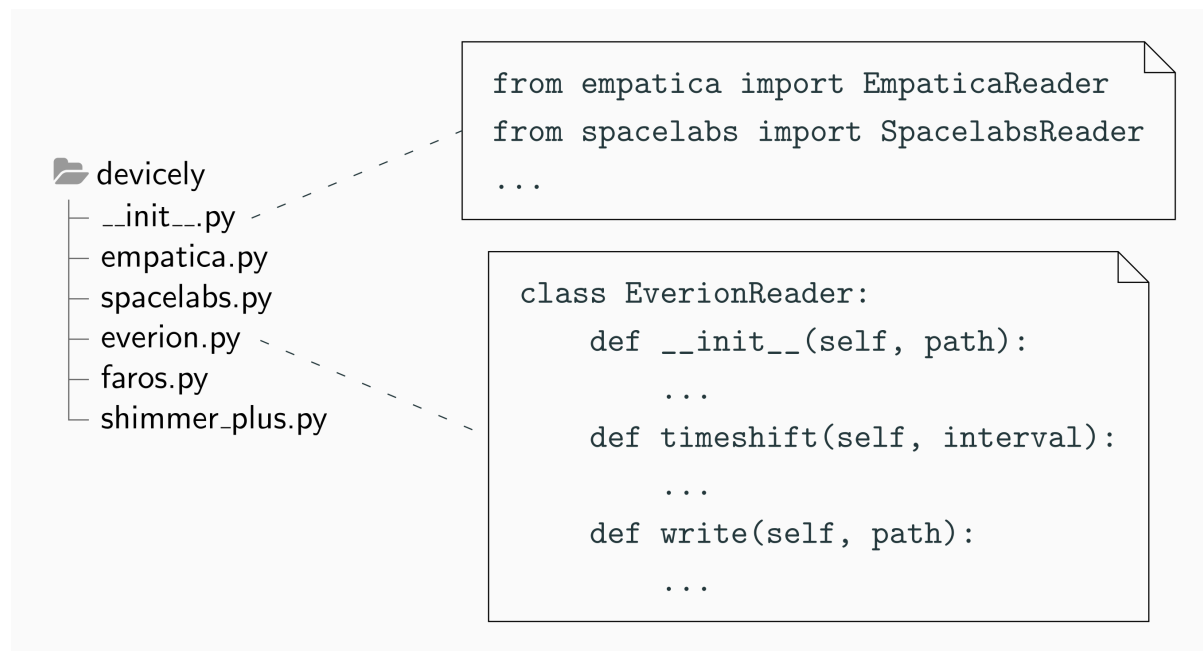 devicely
__init__.py
empatica.py
spacelabs.py
everion.py
faros.py
shimmer_plus.py
from empatica import EmpaticaReader
from spacelabs import SpacelabsReader
...
class EverionReader:
    def __init__(self, path):
        ...
    def timeshift(self, interval):
        ...
    def write(self, path):
        ...